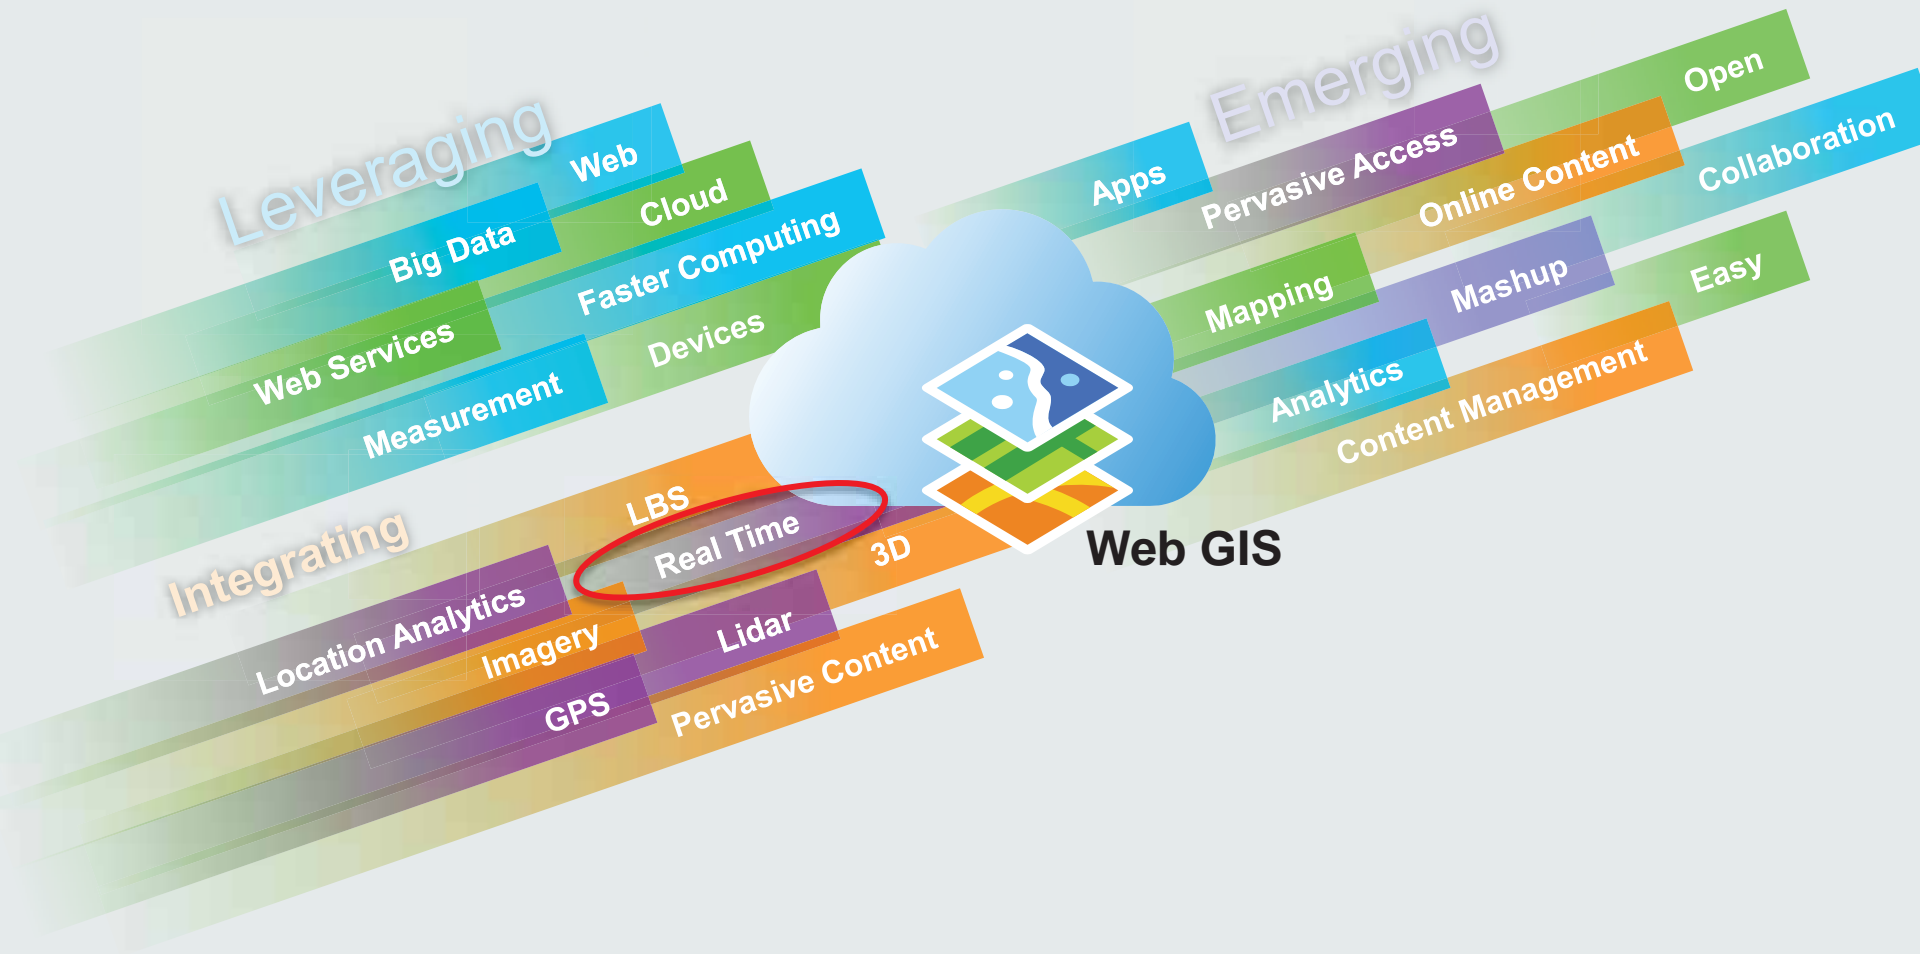 Leveraging
Web
Cloud
Big Data
Faster Computing
Web Services
Devices
Measurement
Integrating
LBS
Real Time
3D
Location Analytics
Imagery
Lidar
GPS
Pervasive Content
Web GIS
Emerging
Open
Apps
Pervasive Access
Online Content
Collaboration
Mapping
Mashup
Easy
Analytics
Content Management